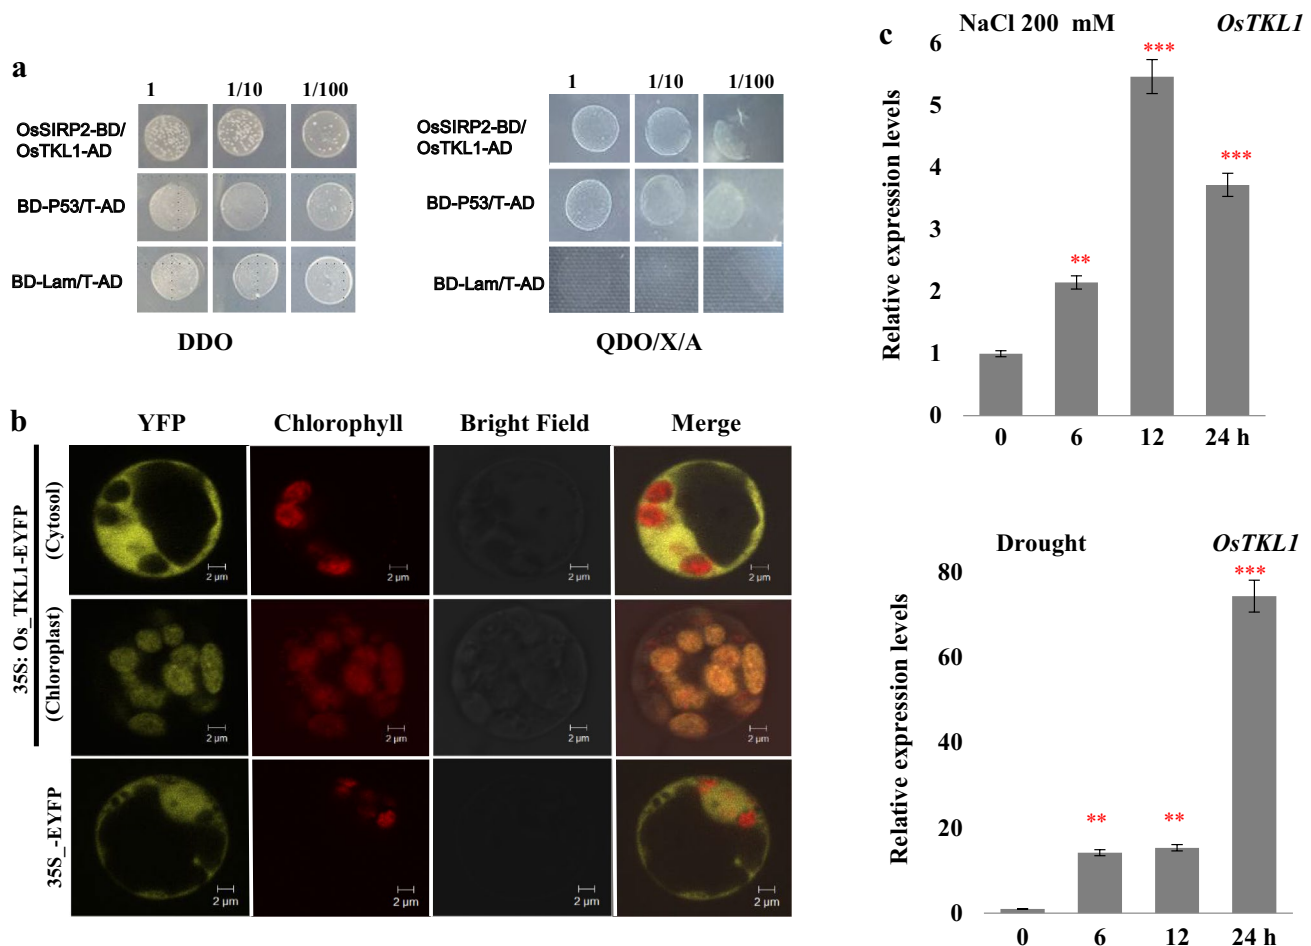 a
1 1/10 1/100
OsSIRP2-BD/
OsTKL1-AD
BD-P53/T-AD
BD-Lam/T-AD
DDO
1 1/10 1/100
OsSIRP2-BD/
OsTKL1-AD
BD-P53/T-AD
BD-Lam/T-AD
QDO/X/A
b
YFP Chlorophyll Bright Field Merge
35S: Os_TKL1-EYFP
(Cytosol)
2 µm 2 µm 2 µm 2 µm
(Chloroplast)
2 µm 2 µm 2 µm 2 µm
35S_-EYFP
2 µm 2 µm 2 µm 2 µm
c
NaCl 200 mM OsTKL1
Relative expression levels
6
5
4
3
2
1
0
** *** ***
0 6 12 24 h
Drought OsTKL1
Relative expression levels
80
60
40
20
0
** ** ***
0 6 12 24 h